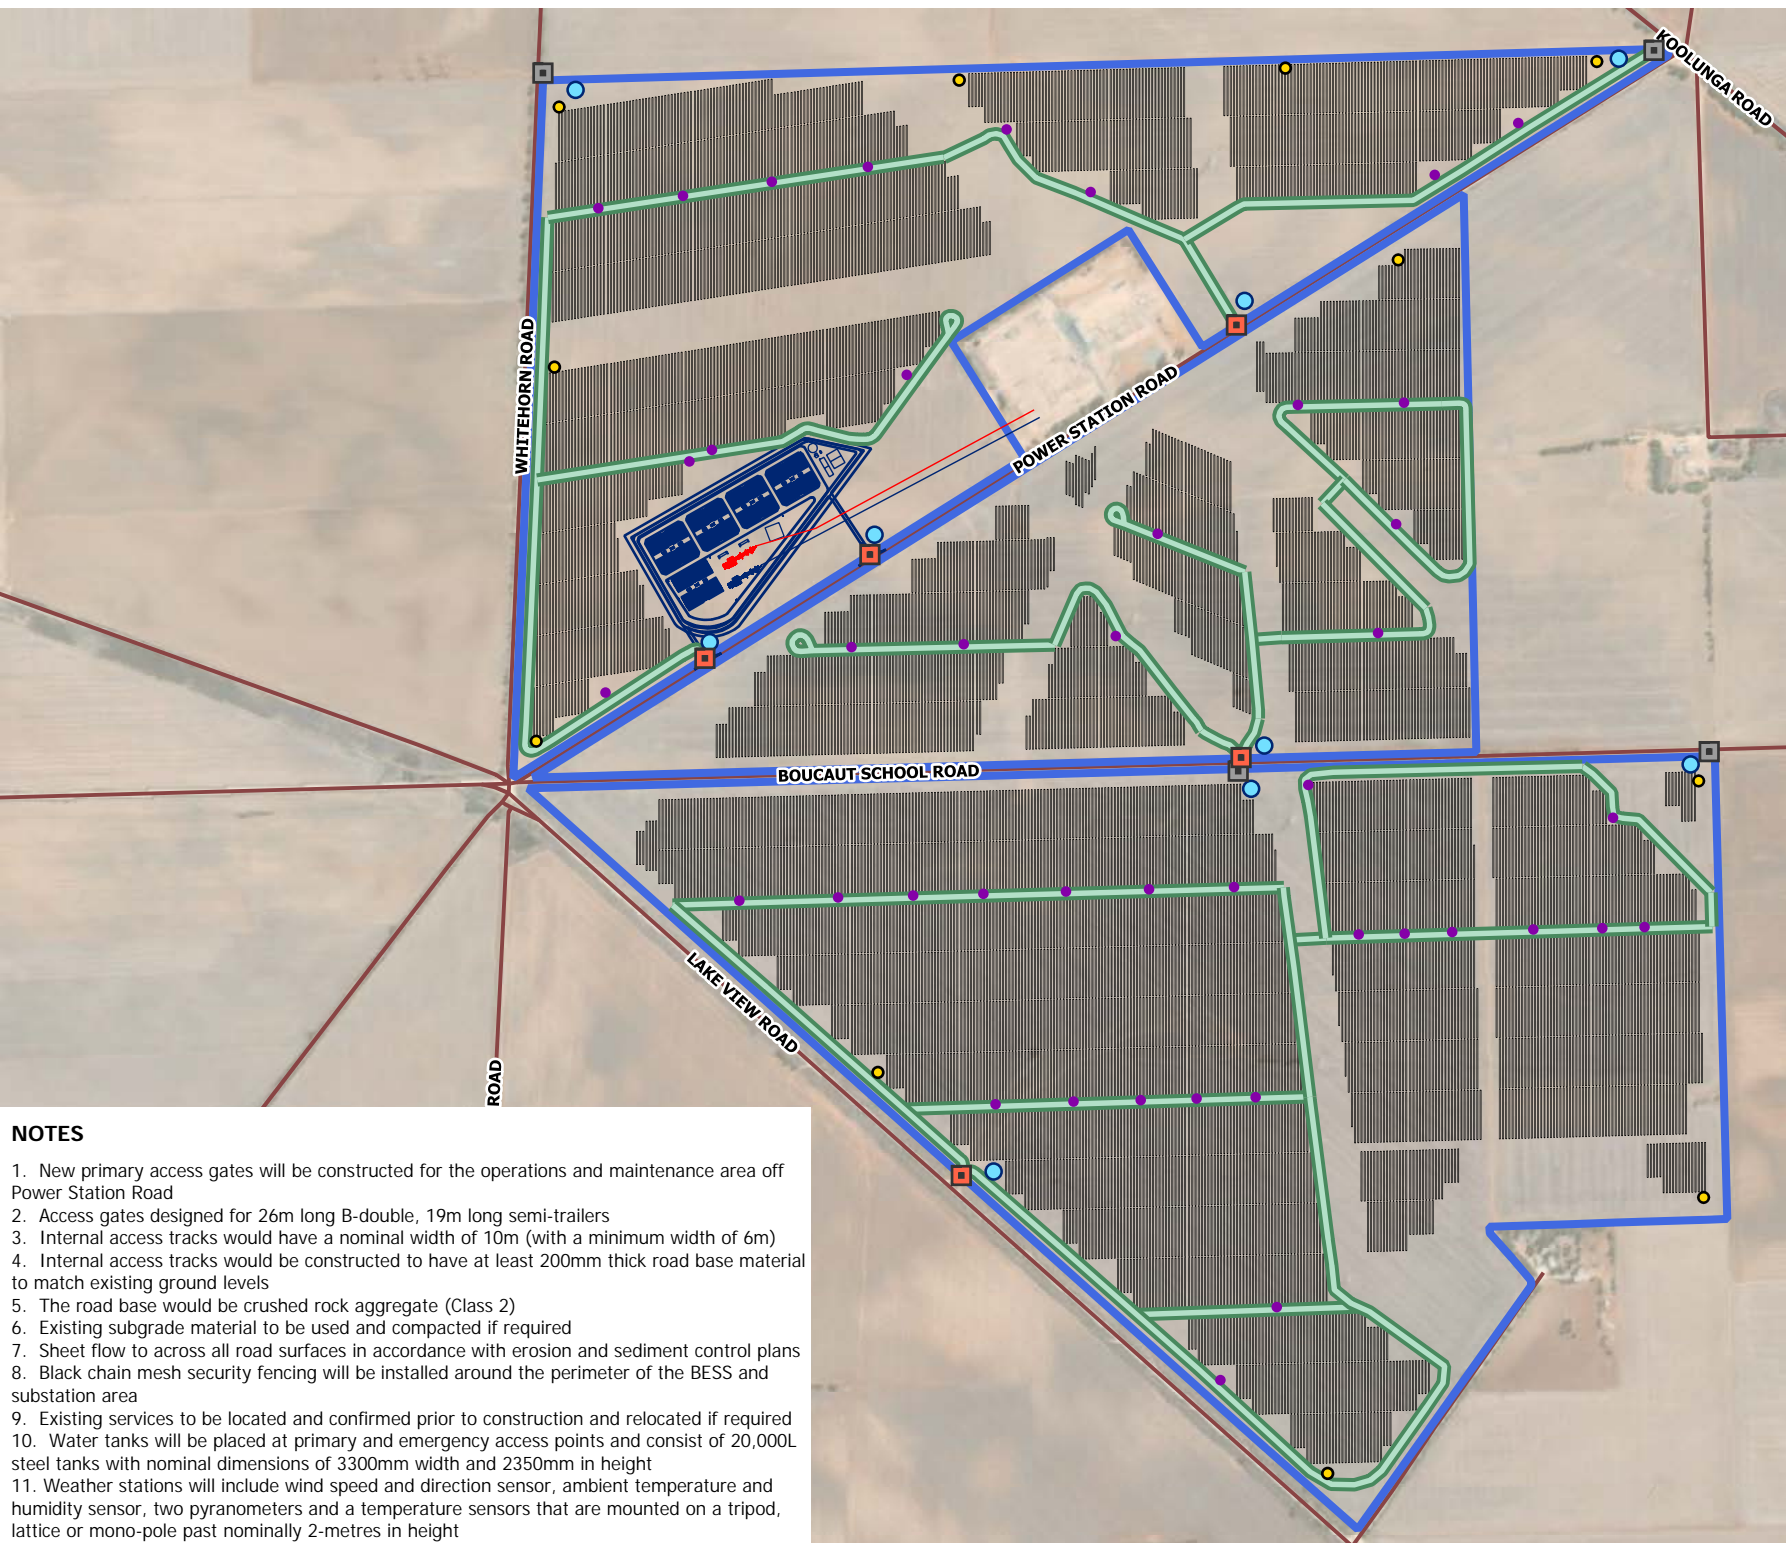 KOOLUNGA ROAD
WHITEHORN ROAD
POWER STATION ROAD
BOUCAUT SCHOOL ROAD
LAKE VIEW ROAD
ROAD
NOTES
1. New primary access gates will be constructed for the operations and maintenance area off
Power Station Road
2. Access gates designed for 26m long B-double, 19m long semi-trailers
3. Internal access tracks would have a nominal width of 10m (with a minimum width of 6m)
4. Internal access tracks would be constructed to have at least 200mm thick road base material
to match existing ground levels
5. The road base would be crushed rock aggregate (Class 2)
6. Existing subgrade material to be used and compacted if required
7. Sheet flow to across all road surfaces in accordance with erosion and sediment control plans
8. Black chain mesh security fencing will be installed around the perimeter of the BESS and
substation area
9. Existing services to be located and confirmed prior to construction and relocated if required
10. Water tanks will be placed at primary and emergency access points and consist of 20,000L
steel tanks with nominal dimensions of 3300mm width and 2350mm in height
11. Weather stations will include wind speed and direction sensor, ambient temperature and
humidity sensor, two pyranometers and a temperature sensors that are mounted on a tripod,
lattice or mono-pole past nominally 2-metres in height